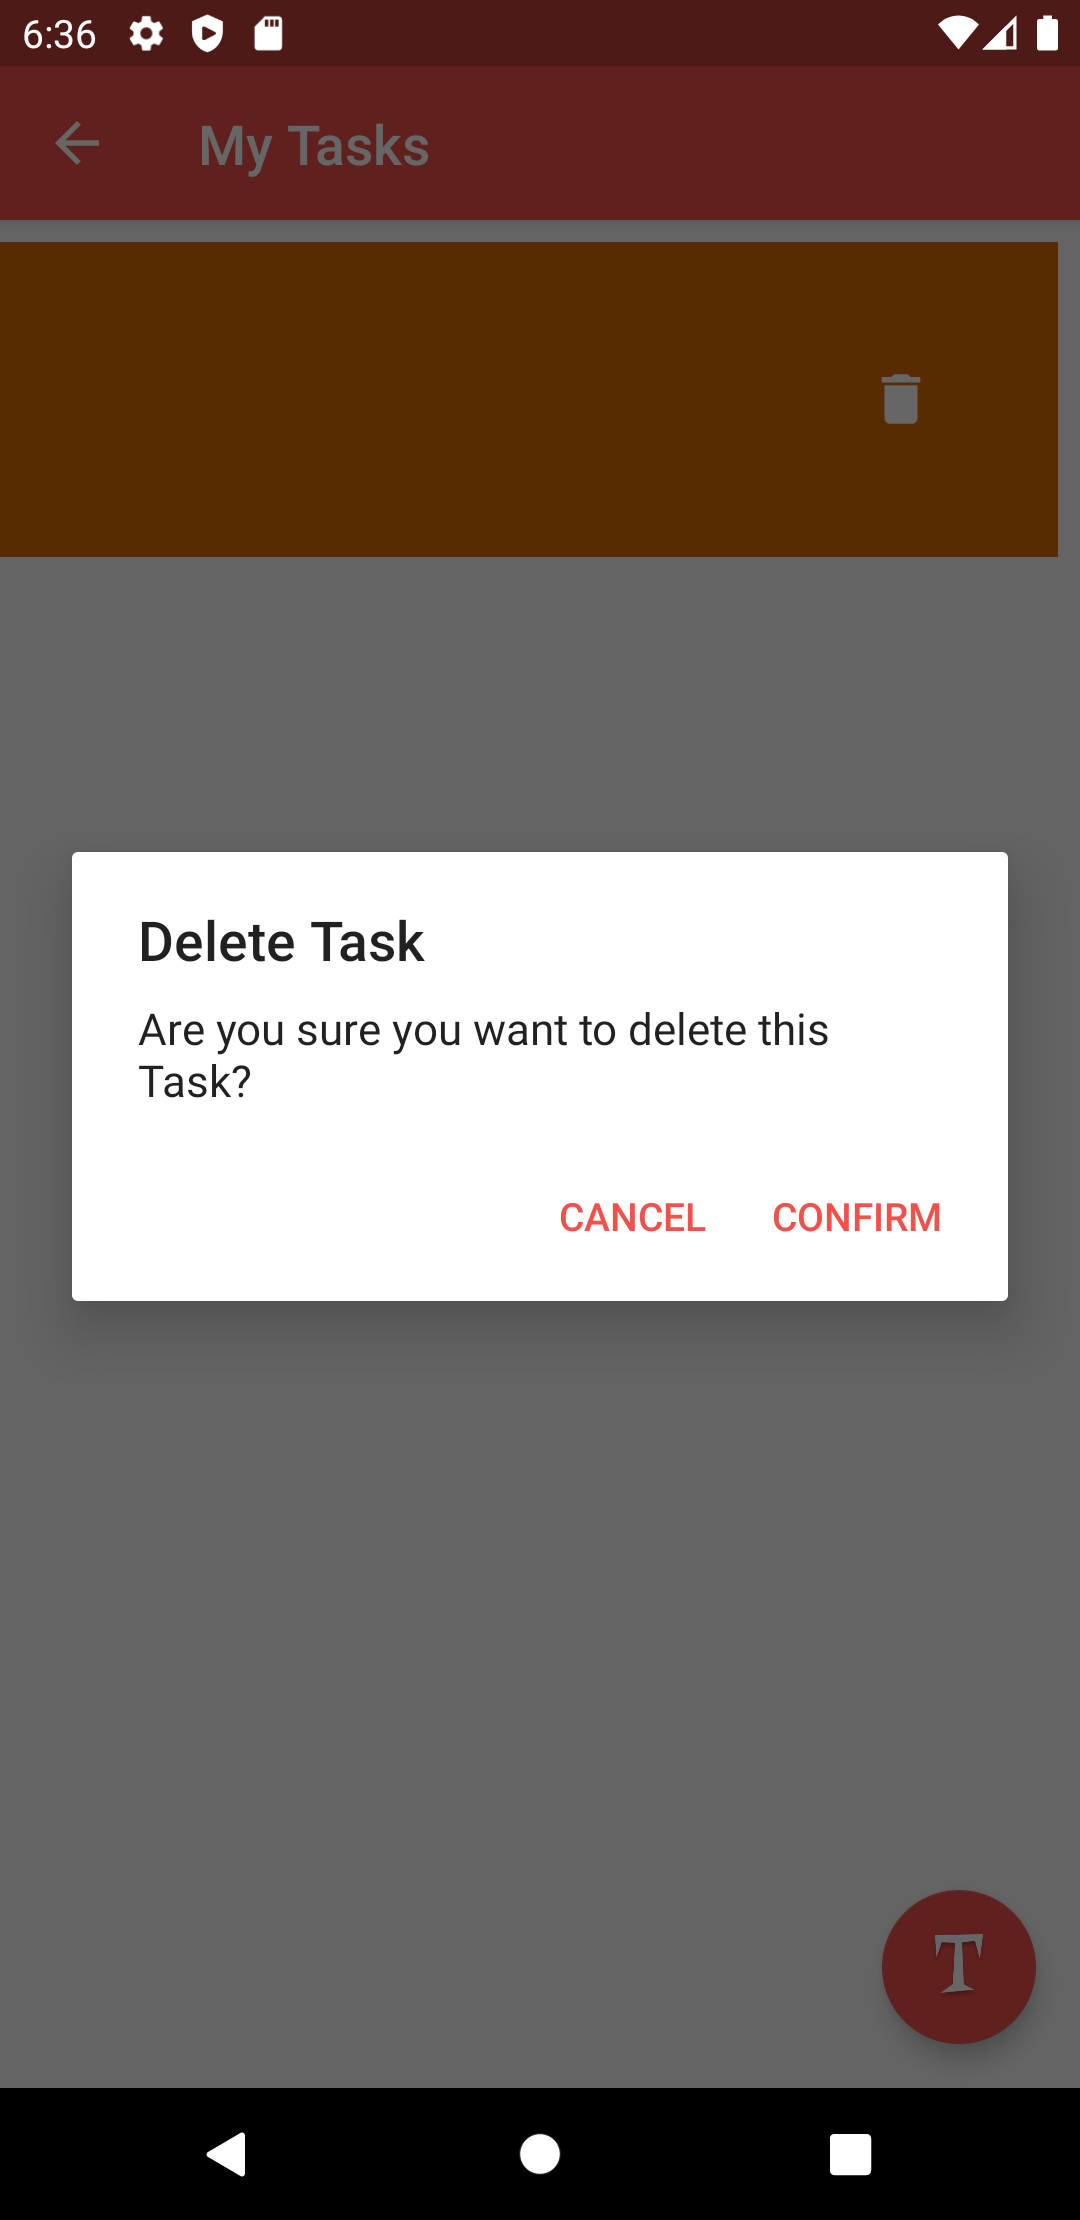 6:36
My Tasks
Delete Task
Are you sure you want to delete this
Task?
CANCEL CONFIRM
T